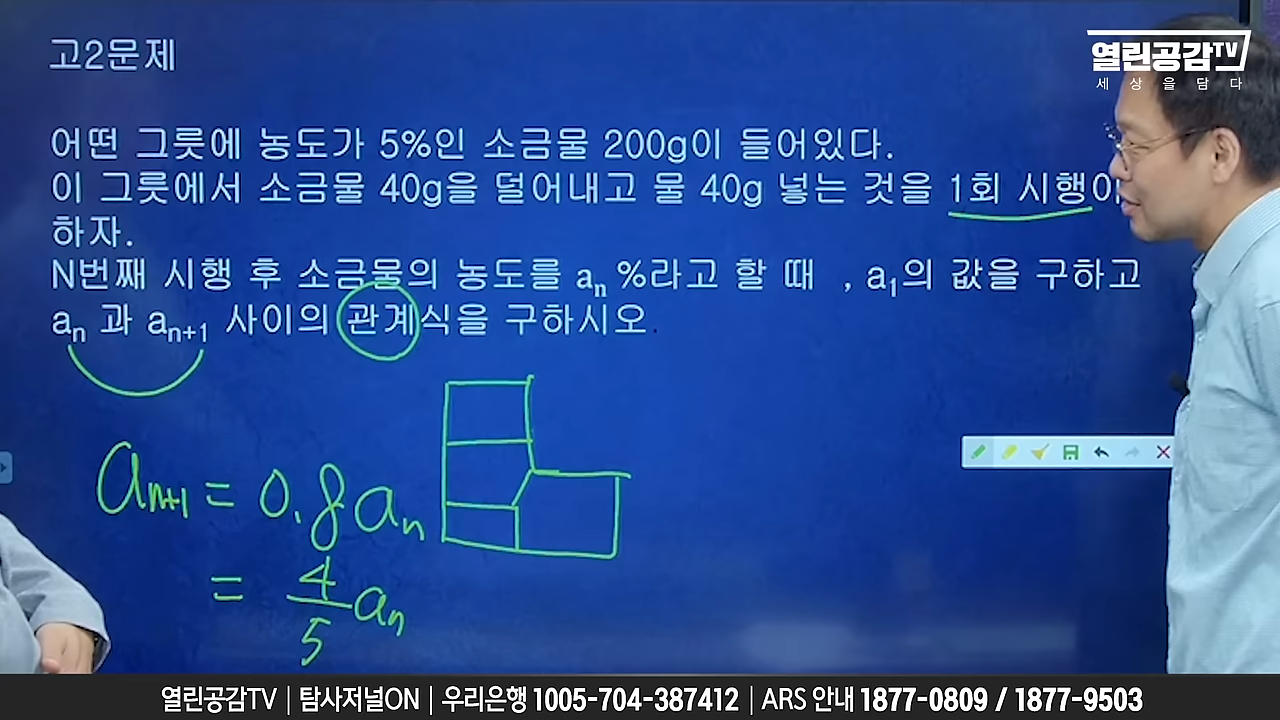 고2문제
열린공감TV
세상을담다
어떤 그릇에 농도가 5%인 소금물 200g이 들어있다.
이 그릇에서 소금물 40g을 덜어내고 물 40g 넣는 것을 1회 시행이
하자.
N번째 시행 후 소금물의 농도를 aₙ %라고 할 때 , a₁의 값을 구하고
aₙ 과 aₙ₊₁ 사이의 관계식을 구하시오.
aₙ₊₁ = 0.8aₙ
= 4/5 aₙ
열린공감TV | 탐사저널ON | 우리은행 1005-704-387412 | ARS 안내 1877-0809 / 1877-9503